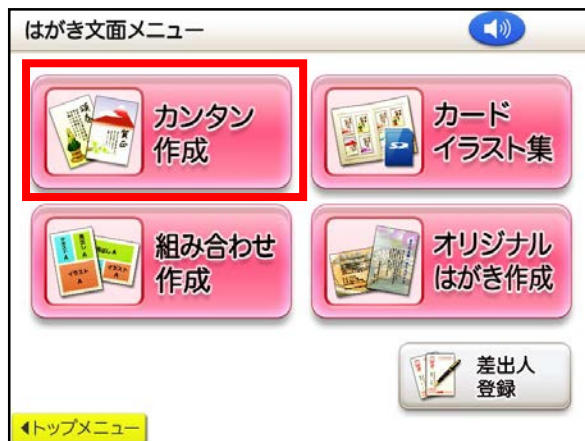 はがき文面メニュー
カンタン
作成
カード
イラスト集
組み合わせ
作成
オリジナル
はがき作成
差出人
登録
◀トップメニュー